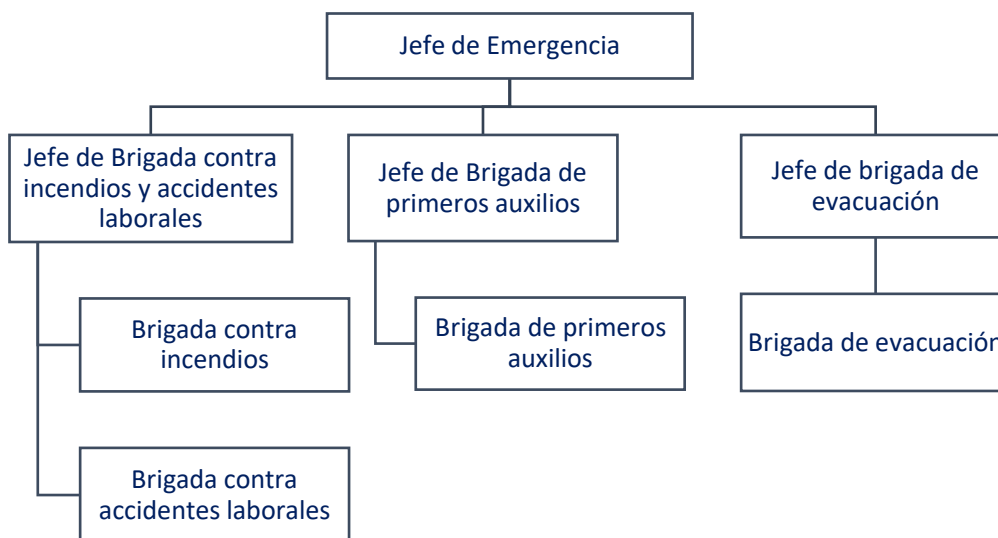 Jefe de Emergencia
Jefe de Brigada contra
incendios y accidentes
laborales
Jefe de Brigada de
primeros auxilios
Jefe de brigada de
evacuación
Brigada contra
incendios
Brigada de primeros
auxilios
Brigada de evacuación
Brigada contra
accidentes laborales